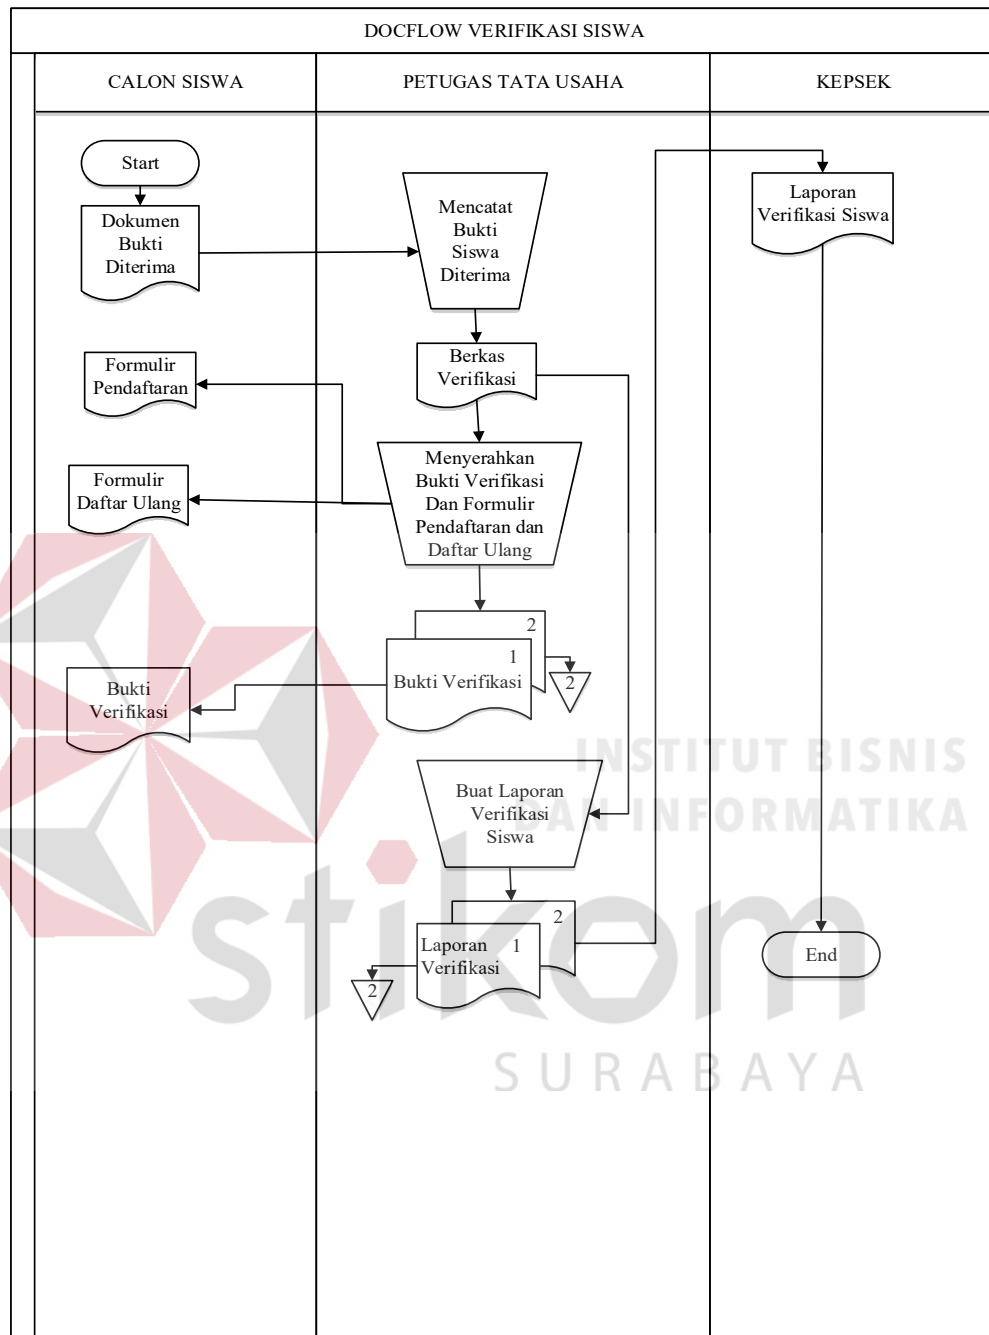 DOCFLOW VERIFIKASI SISWA
CALON SISWA
PETUGAS TATA USAHA
KEPSEK
Start
Dokumen
Bukti
Diterima
Mencatat
Bukti
Siswa
Diterima
Laporan
Verifikasi Siswa
Formulir
Pendaftaran
Berkas
Verifikasi
Formulir
Daftar Ulang
Menyerahkan
Bukti Verifikasi
Dan Formulir
Pendaftaran dan
Daftar Ulang
2
1
Bukti Verifikasi
2
Bukti
Verifikasi
INSTITUT BISNIS
DAN INFORMATIKA
Buat Laporan
Verifikasi
Siswa
stikom
2
Laporan 1
Verifikasi
2
End
SURABAYA